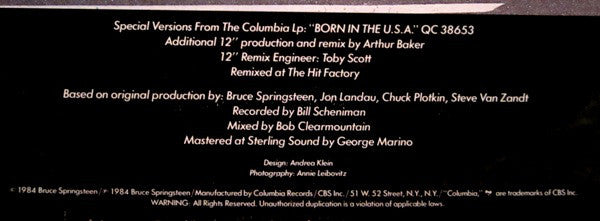 Special Versions From The Columbia Lp: "BORN IN THE U.S.A." QC 38653
Additional 12" production and remix by Arthur Baker
12" Remix Engineer: Toby Scott
Remixed at The Hit Factory
Based on original production by: Bruce Springsteen, Jon Landau, Chuck Plotkin, Steve Van Zandt
Recorded by Bill Scheniman
Mixed by Bob Clearmountain
Mastered at Sterling Sound by George Marino
Design: Andrea Klein
Photography: Annie Leibovitz
© 1984 Bruce Springsteen/℗ 1984 Bruce Springsteen/Manufactured by Columbia Records/CBS Inc./51 W. 52 Street, N.Y., N.Y./"Columbia," are trademarks of CBS Inc.
WARNING: All Rights Reserved. Unauthorized duplication is a violation of applicable laws.